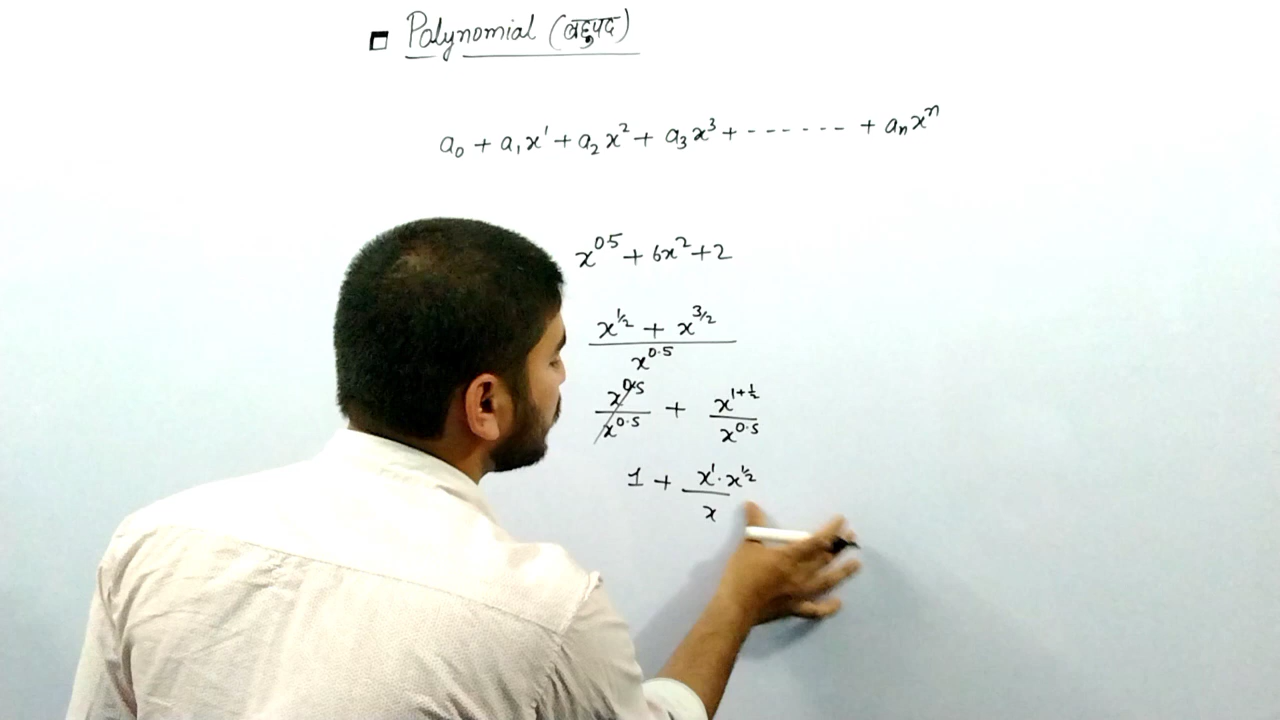 Polynomial (बहुपद)
a₀ + a₁x¹ + a₂x² + a₃x³ + ------ + aₙxⁿ
x^0.5 + 6x² + 2
x^1/2 + x^3/2
x^0.5
x^0.5 + x^1+1/2
x^0.5 x^0.5
1 + x¹·x^1/2
x